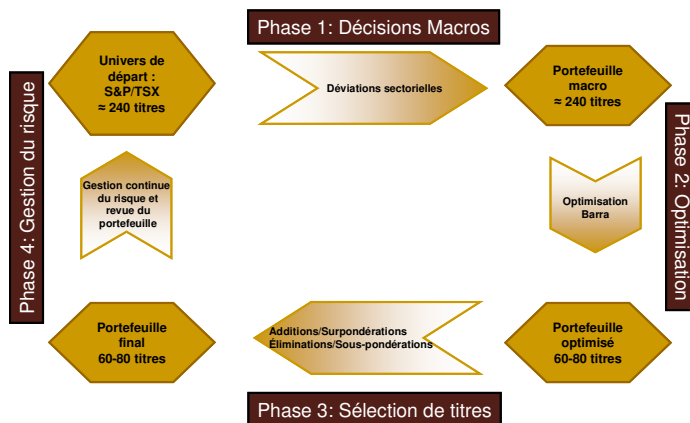 Phase 1: Décisions Macros
Univers de
départ :
S&P/TSX
≈ 240 titres
Déviations sectorielles
Portefeuille
macro
≈ 240 titres
Phase 2: Optimisation
Optimisation
Barra
Portefeuille
optimisé
60-80 titres
Additions/Surpondérations
Éliminations/Sous-pondérations
Phase 3: Sélection de titres
Portefeuille
final
60-80 titres
Gestion continue
du risque et
revue du
portefeuille
Phase 4: Gestion du risque